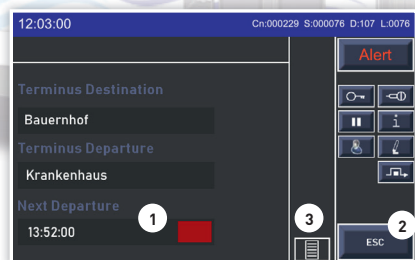 12:03:00 Cn:000229 S:000076 D:107 L:0076
Alert
Terminus Destination
Bauernhof
Terminus Departure
Krankenhaus
Next Departure
13:52:00
1
3
2
i
ESC